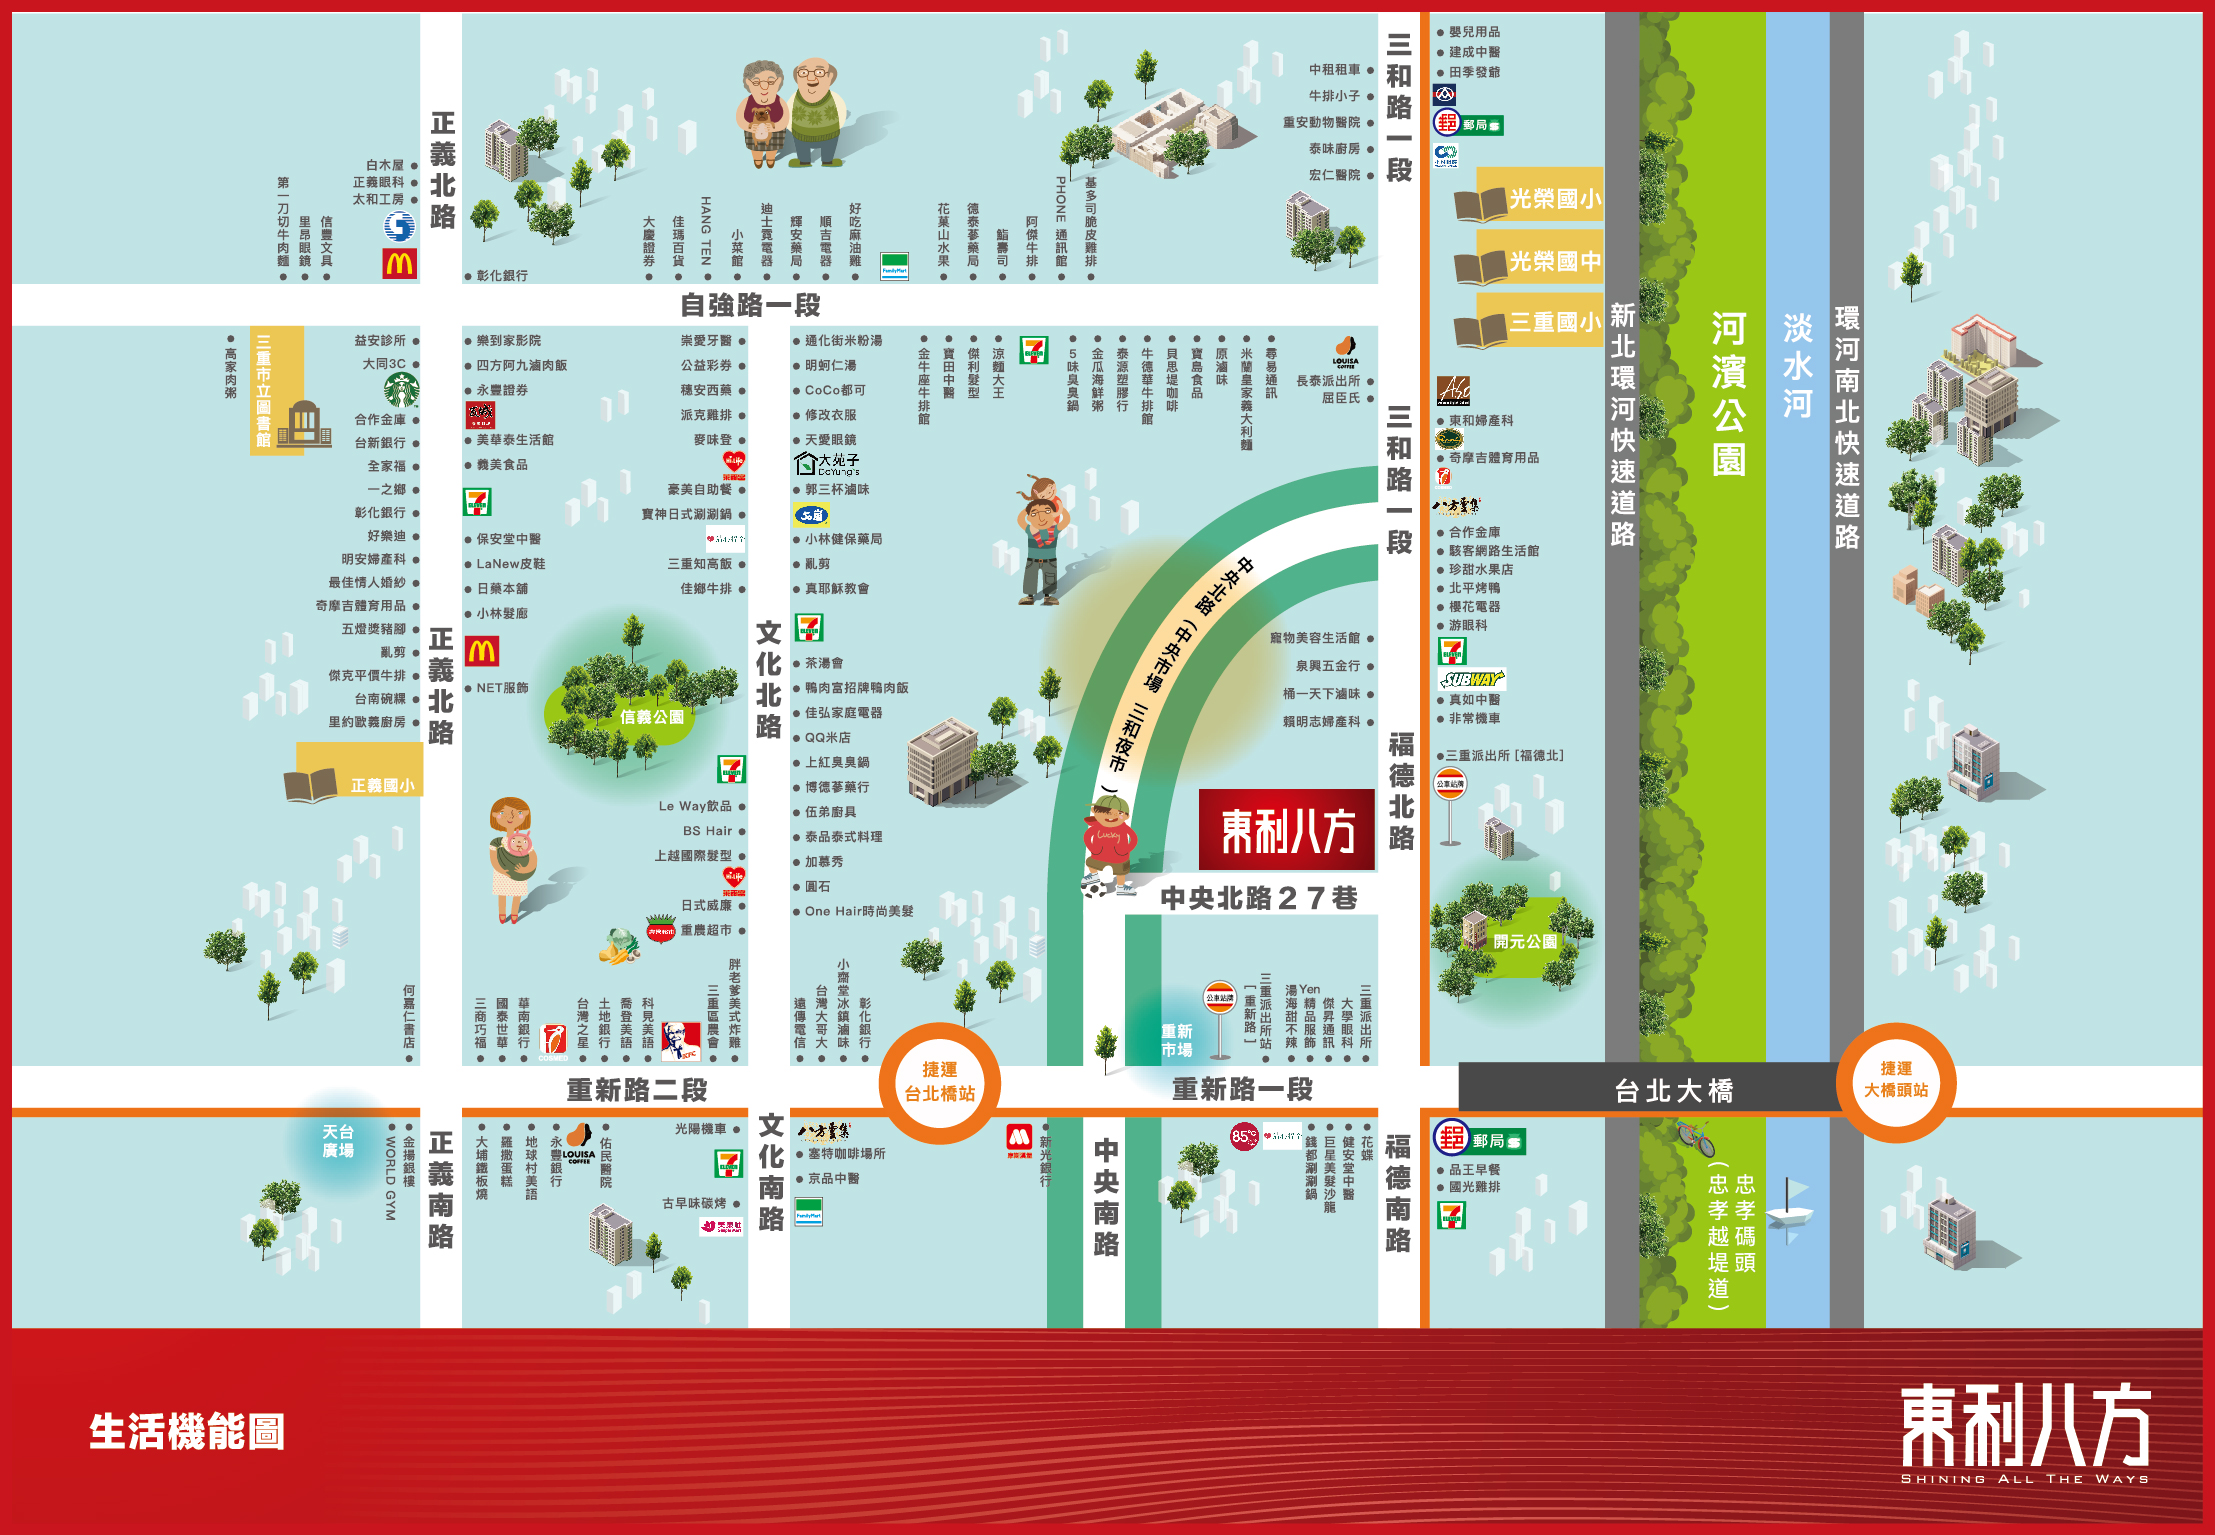 正義北路
白木屋
正義眼科
太和工房
第一刀切牛肉麵
里昂眼鏡
信豐文具
彰化銀行
大慶證券
佳瑪百貨
HANG TEN
小菜館
迪士霓電器
輝安藥局
順吉電器
好吃麻油雞
FamilyMart
花菓山水果
德泰蔘藥局
鮨壽司
阿傑牛排
PHONE 通訊館
基多司脆皮雞排
中租租車
牛排小子
重安動物醫院
泰味廚房
宏仁醫院
三和路一段
嬰兒用品
建成中醫
田季發爺
郵 郵局
光榮國小
光榮國中
三重國小
自強路一段
高家肉粥
三重市立圖書館
益安診所
大同3C
合作金庫
台新銀行
全家福
一之鄉
彰化銀行
好樂迪
明安婦產科
最佳情人婚紗
奇摩吉體育用品
五燈獎豬腳
亂剪
傑克平價牛排
台南碗粿
里約歐義廚房
正義國小
正義北路
樂到家影院
四方阿九滷肉飯
永豐證券
美華泰生活館
義美食品
7 ELEVEN
保安堂中醫
LaNew皮鞋
日藥本舖
小林髮廊
NET服飾
崇愛牙醫
公益彩券
穗安西藥
派克雞排
麥味登
Hi-Life
萊爾富
豪美自助餐
寶神日式涮涮鍋
三重知高飯
佳鄉牛排
信義公園
7 ELEVEN
Le Way飲品
BS Hair
上越國際髮型
Hi-Life
萊爾富
日式威廉
重農超市
文化北路
通化街米粉湯
明蚵仁湯
CoCo都可
修改衣服
天愛眼鏡
大苑子
DaYung's
郭三杯滷味
50嵐
小林健保藥局
亂剪
真耶穌教會
7 ELEVEN
茶湯會
鴨肉富招牌鴨肉飯
佳弘家庭電器
QQ米店
上紅臭臭鍋
博德蔘藥行
伍弟廚具
泰品泰式料理
加慕秀
圓石
One Hair時尚美髮
金牛座牛排館
寶田中醫
傑利髮型
涼麵大王
7 ELEVEN
5味臭臭鍋
金瓜海鮮粥
泰源塑膠行
牛德華牛排館
貝思堤咖啡
寶島食品
原滷味
米蘭皇家義大利麵
尋易通訊
LOUISA
COFFEE
長泰派出所
屈臣氏
三和路一段
中央北路(中央市場 三和夜市)
寵物美容生活館
泉興五金行
桶一天下滷味
賴明志婦產科
Lucky
東利八方
中央北路27巷
福德北路
ASO
東和婦產科
奇摩吉體育用品
八方雲集
合作金庫
駭客網路生活館
珍甜水果店
北平烤鴨
櫻花電器
游眼科
7 ELEVEN
SUBWAY
真如中醫
非常機車
三重派出所 [福德北]
公車站牌
開元公園
新北環河快速道路
河濱公園
淡水河
環河南北快速道路
何嘉仁書店
三商巧福
國泰世華
華南銀行
COSMED
台灣之星
土地銀行
喬登美語
科見美語
KFC
三重區農會
胖老爹美式炸雞
遠傳電信
台灣大哥大
小齋堂冰鎮滷味
彰化銀行
捷運
台北橋站
重新
市場
公車站牌
三重派出所站
[重新路]
湯海甜不辣
Yen精品服飾
傑昇通訊
大學眼科
三重派出所
重新路二段
重新路一段
台北大橋
捷運
大橋頭站
天台
廣場
WORLD GYM
金揚銀樓
正義南路
大埔鐵板燒
羅撒蛋糕
地球村美語
永豐銀行
LOUISA
COFFEE
佑民醫院
光陽機車
7 ELEVEN
古早味碳烤
文化南路
八方雲集
塞特咖啡場所
京品中醫
FamilyMart
新光銀行
中央南路
85℃
錢都涮涮鍋
巨星美髮沙龍
健安堂中醫
花蝶
福德南路
郵 郵局
品王早餐
國光雞排
7 ELEVEN
忠孝碼頭
(忠孝越堤道)
生活機能圖
東利八方
SHINING ALL THE WAYS